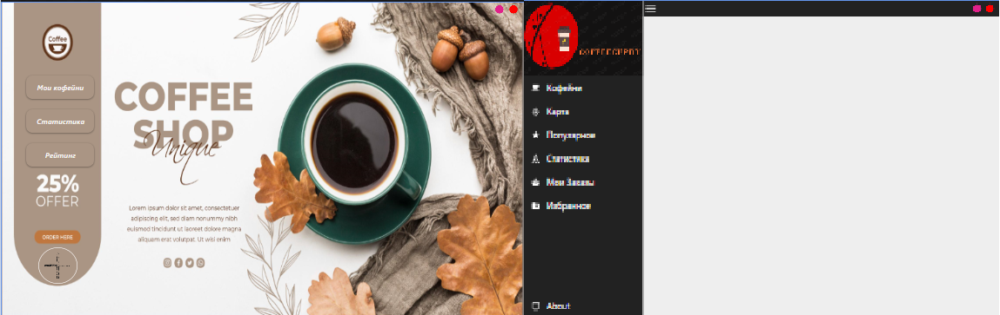 Coffee
Мои кофейни
Статистика
Рейтинг
25%
OFFER
ORDER HERE
COFFEE
SHOP
Unique
Lorem ipsum dolor sit amet, consectetuer
adipiscing elit, sed diam nonummy nibh
euismod tincidunt ut laoreet dolore magna
aliquam erat volutpat. Ut wisi enim
Кофейни
Карта
Популярное
Статистика
Мои Заказы
Избранное
About